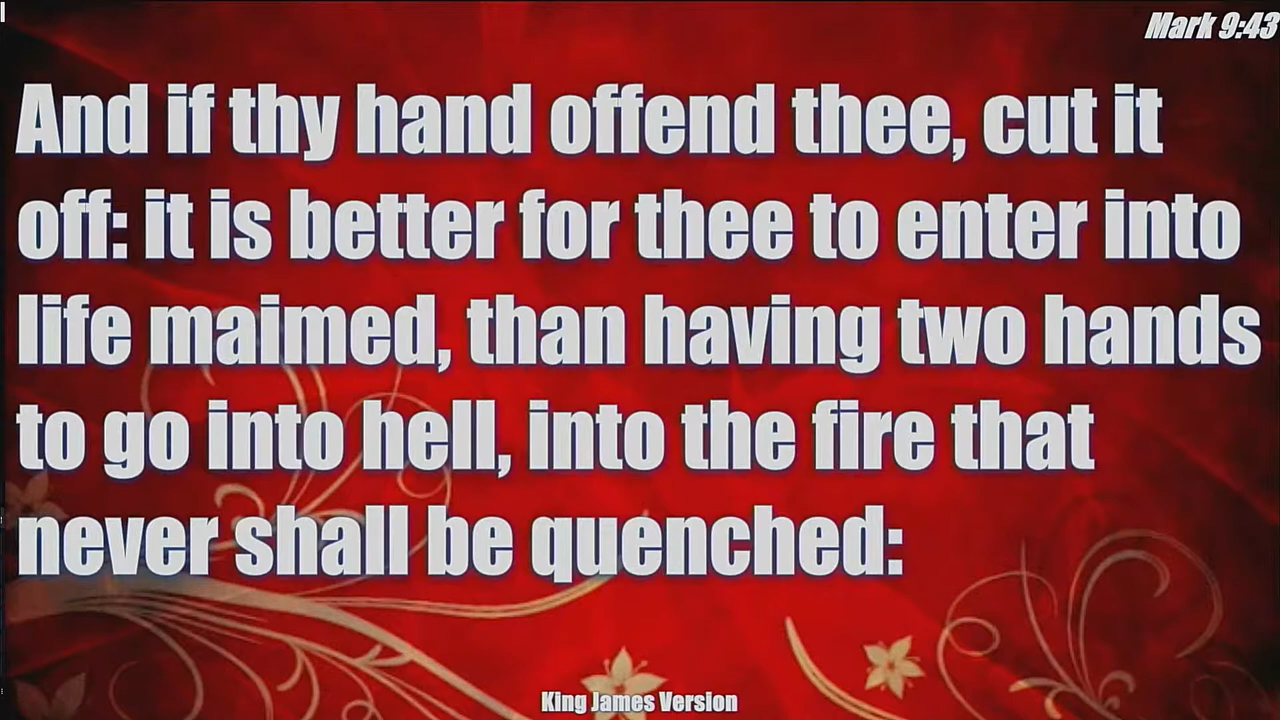 Mark 9:43
And if thy hand offend thee, cut it
off: it is better for thee to enter into
life maimed, than having two hands
to go into hell, into the fire that
never shall be quenched:
King James Version